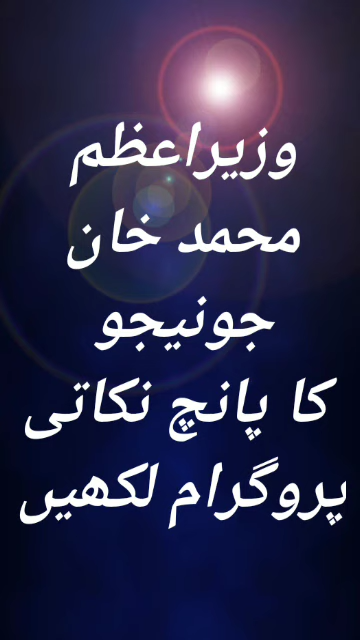 وزیراعظم
محمد خان
جونیجو
کا پانچ نکاتی
پروگرام لکھیں